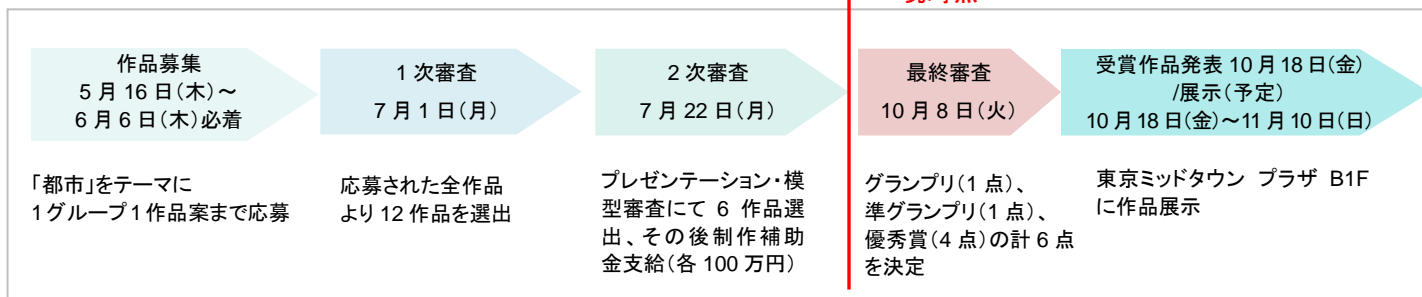 作品募集
5月16日(木)~
6月6日(木)必着
1次審査
7月1日(月)
2次審査
7月22日(月)
最終審査
10月8日(火)
受賞作品発表 10月18日(金)
/展示(予定)
10月18日(金)~11月10日(日)
「都市」をテーマに
1グループ1作品案まで応募
応募された全作品
より12作品を選出
プレゼンテーション・模
型審査にて 6 作品選
出、その後制作補助
金支給(各100万円)
グランプリ(1点)、
準グランプリ(1点)、
優秀賞(4点)の計6点
を決定
東京ミッドタウン プラザ B1F
に作品展示